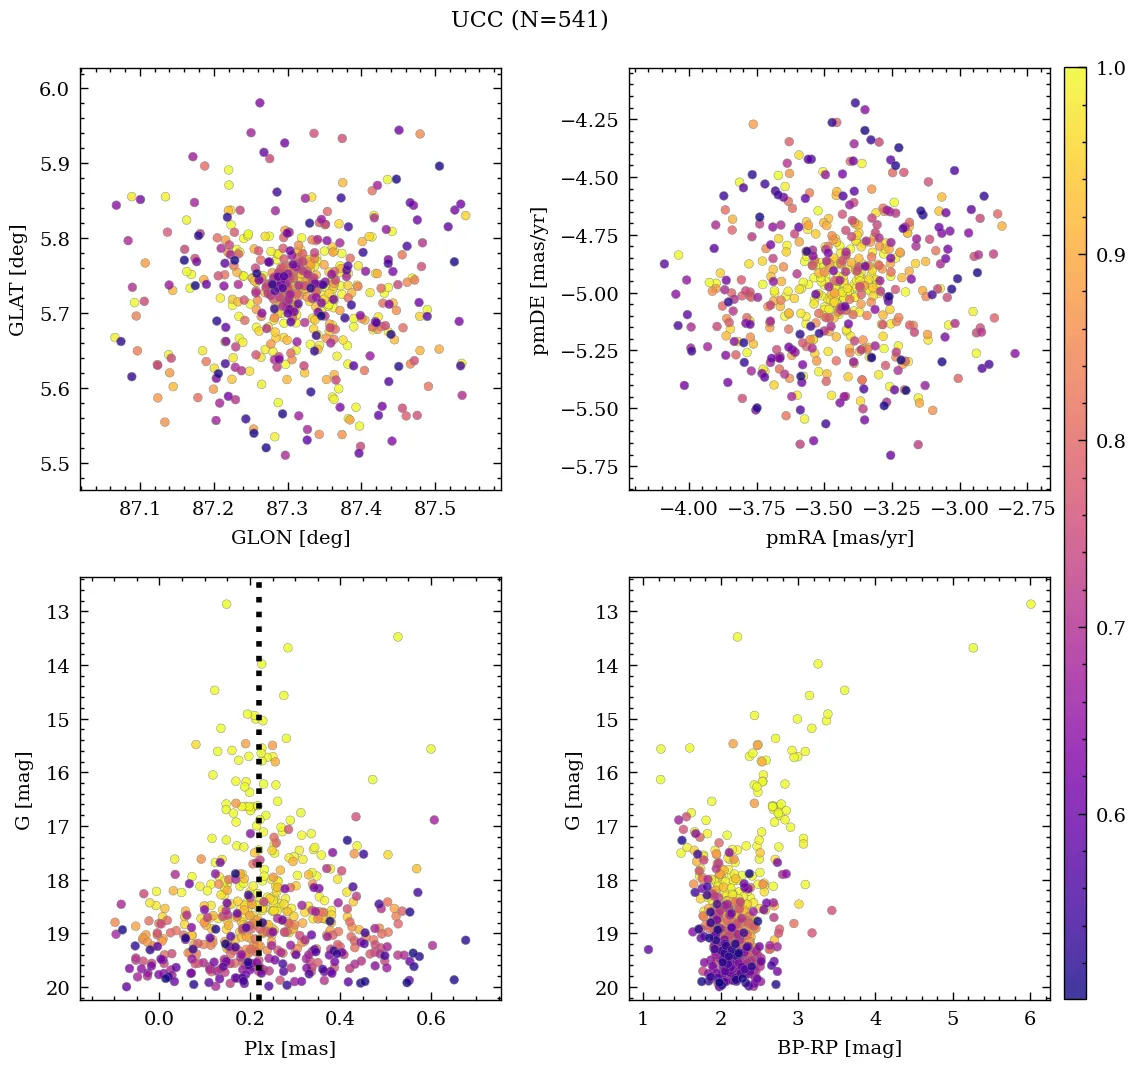 UCC (N=541)
6.0
5.9
5.8
5.7
5.6
5.5
GLAT [deg]
87.1 87.2 87.3 87.4 87.5
GLON [deg]
−4.25
−4.50
−4.75
−5.00
−5.25
−5.50
−5.75
pmDE [mas/yr]
−4.00 −3.75 −3.50 −3.25 −3.00 −2.75
pmRA [mas/yr]
13
14
15
16
17
18
19
20
G [mag]
0.0 0.2 0.4 0.6
Plx [mas]
13
14
15
16
17
18
19
20
G [mag]
1 2 3 4 5 6
BP-RP [mag]
1.0
0.9
0.8
0.7
0.6